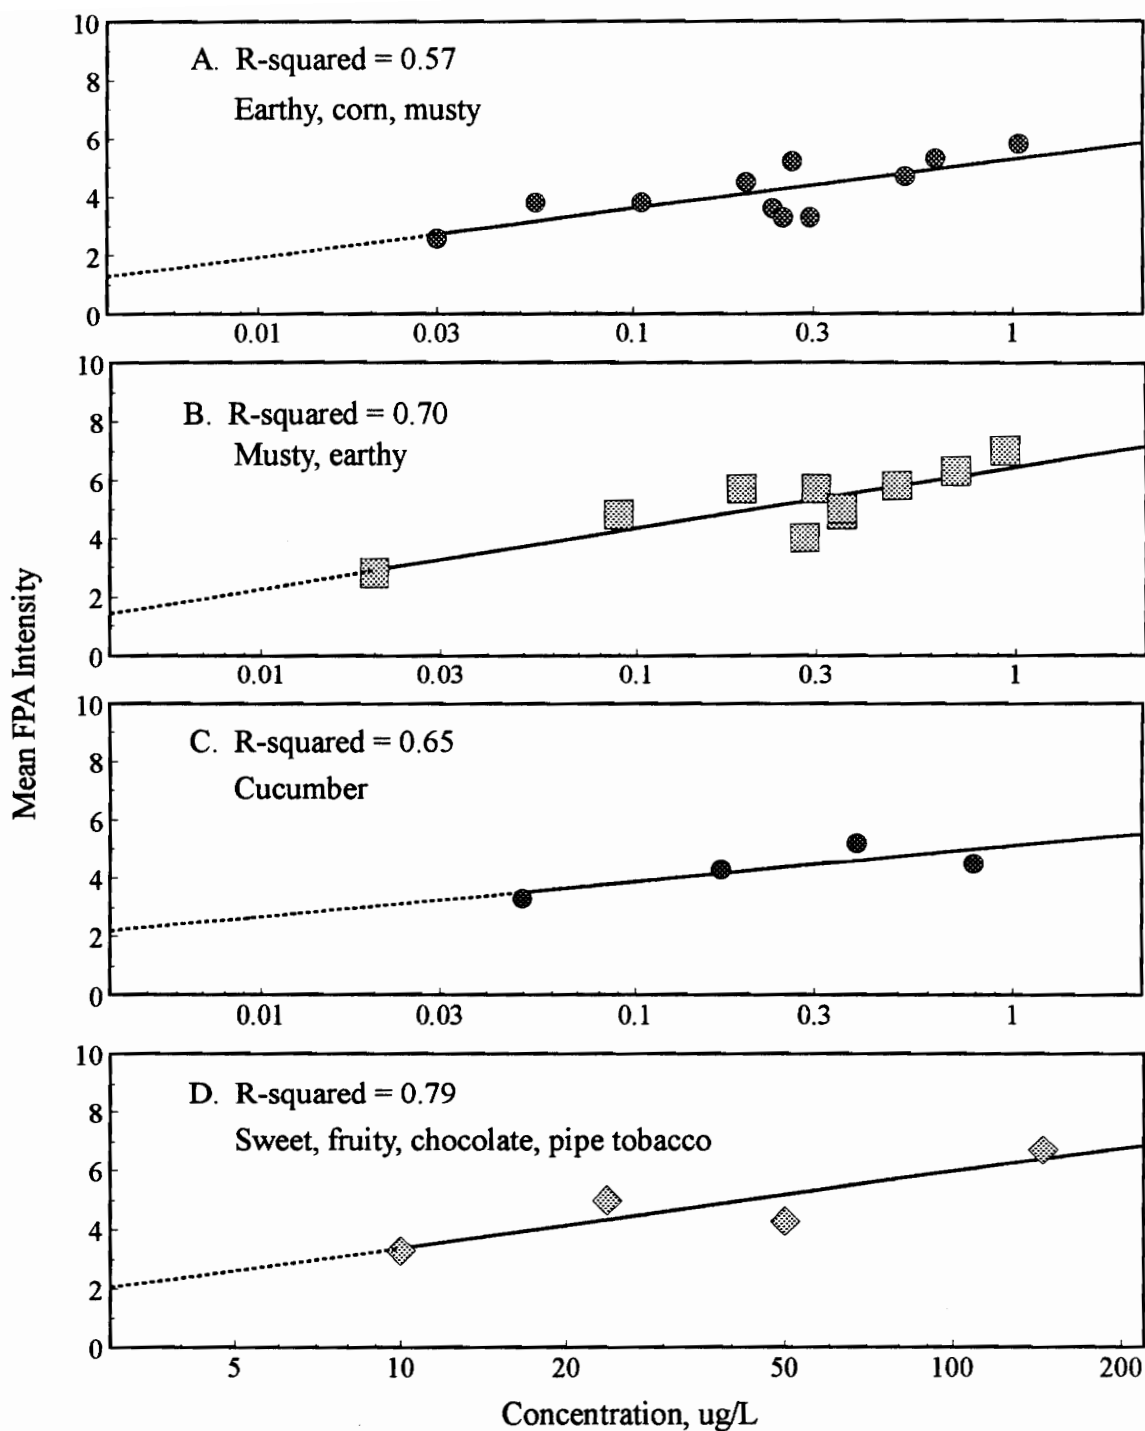 10
A. R-squared = 0.57
8
Earthy, corn, musty
6
4
2
0
0.01 0.03 0.1 0.3 1
10
B. R-squared = 0.70
8
Musty, earthy
6
4
2
0
0.01 0.03 0.1 0.3 1
Mean FPA Intensity
10
C. R-squared = 0.65
8
Cucumber
6
4
2
0
0.01 0.03 0.1 0.3 1
10
D. R-squared = 0.79
8
Sweet, fruity, chocolate, pipe tobacco
6
4
2
0
5 10 20 50 100 200
Concentration, ug/L